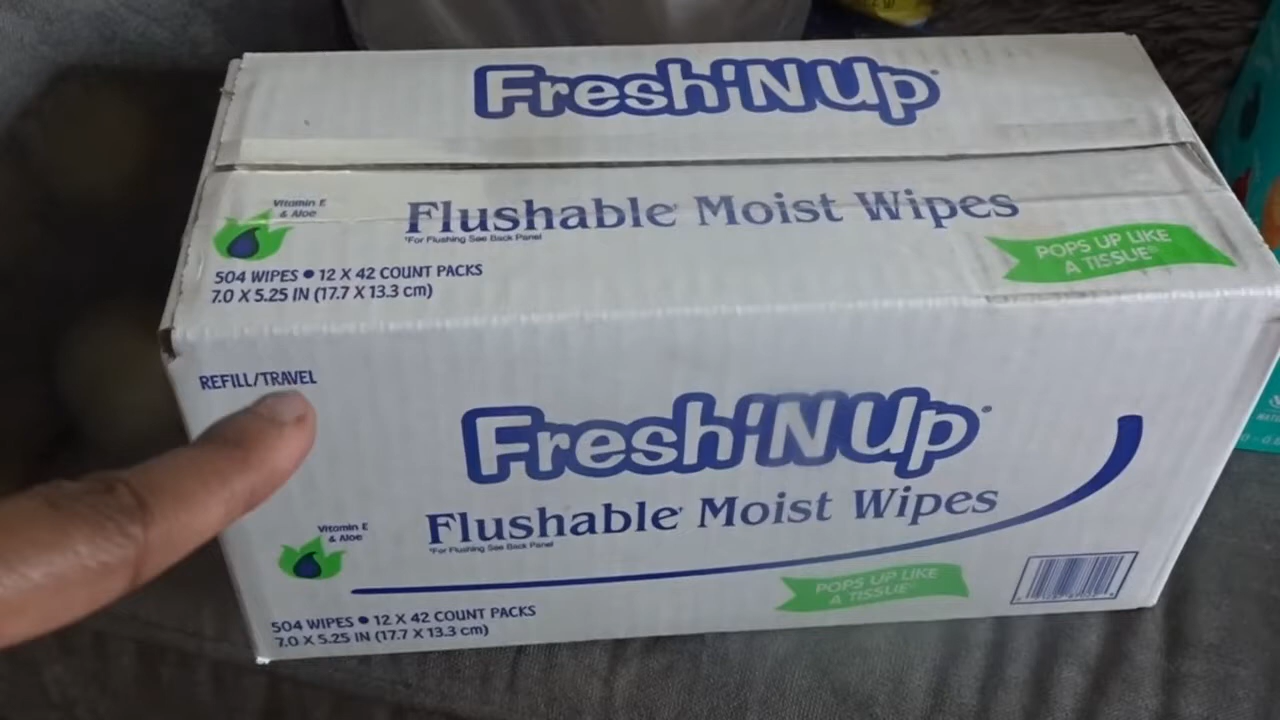 Fresh'N Up
Vitamin E
& Aloe
Flushable* Moist Wipes
*For Flushing See Back Panel
504 WIPES • 12 X 42 COUNT PACKS
7.0 X 5.25 IN (17.7 X 13.3 cm)
POPS UP LIKE
A TISSUE
REFILL/TRAVEL
Fresh'N Up
Flushable* Moist Wipes
*For Flushing See Back Panel
Vitamin E
& Aloe
504 WIPES • 12 X 42 COUNT PACKS
7.0 X 5.25 IN (17.7 X 13.3 cm)
POPS UP LIKE
A TISSUE